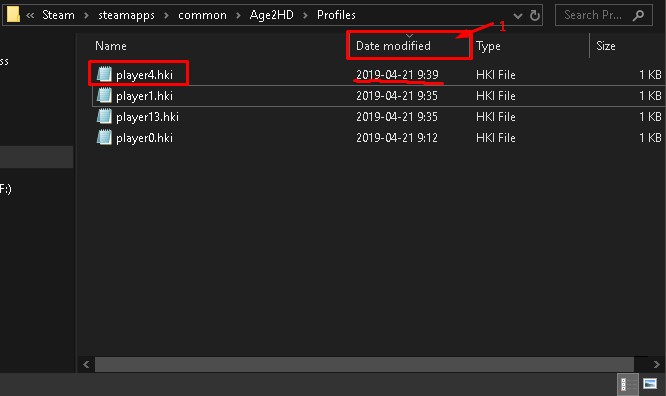 « Steam > steamapps > common > Age2HD > Profiles
Search Pr...
1
Name Date modified Type Size
player4.hki 2019-04-21 9:39 HKI File 1 KB
player1.hki 2019-04-21 9:35 HKI File 1 KB
player13.hki 2019-04-21 9:35 HKI File 1 KB
player0.hki 2019-04-21 9:12 HKI File 1 KB
ss
F:)